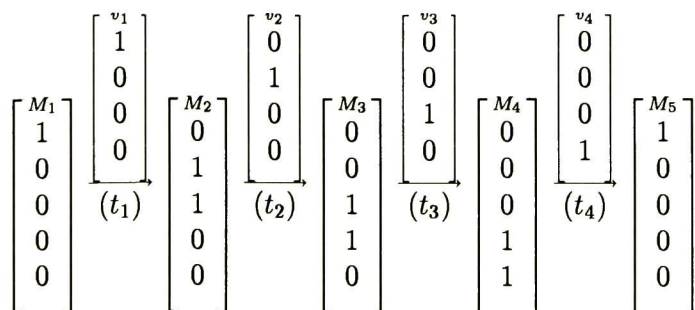 v₁ v₂ v₃ v₄
1 0 0 0
0 1 0 0
M₁ 0 M₂ 0 M₃ 1 M₄ 0 M₅
1 0 0 0 0 0 0 1 1
0 1 0 0 0
0 (t₁) 1 (t₂) 1 (t₃) 0 (t₄) 0
0 0 1 1 0
0 0 0 1 0